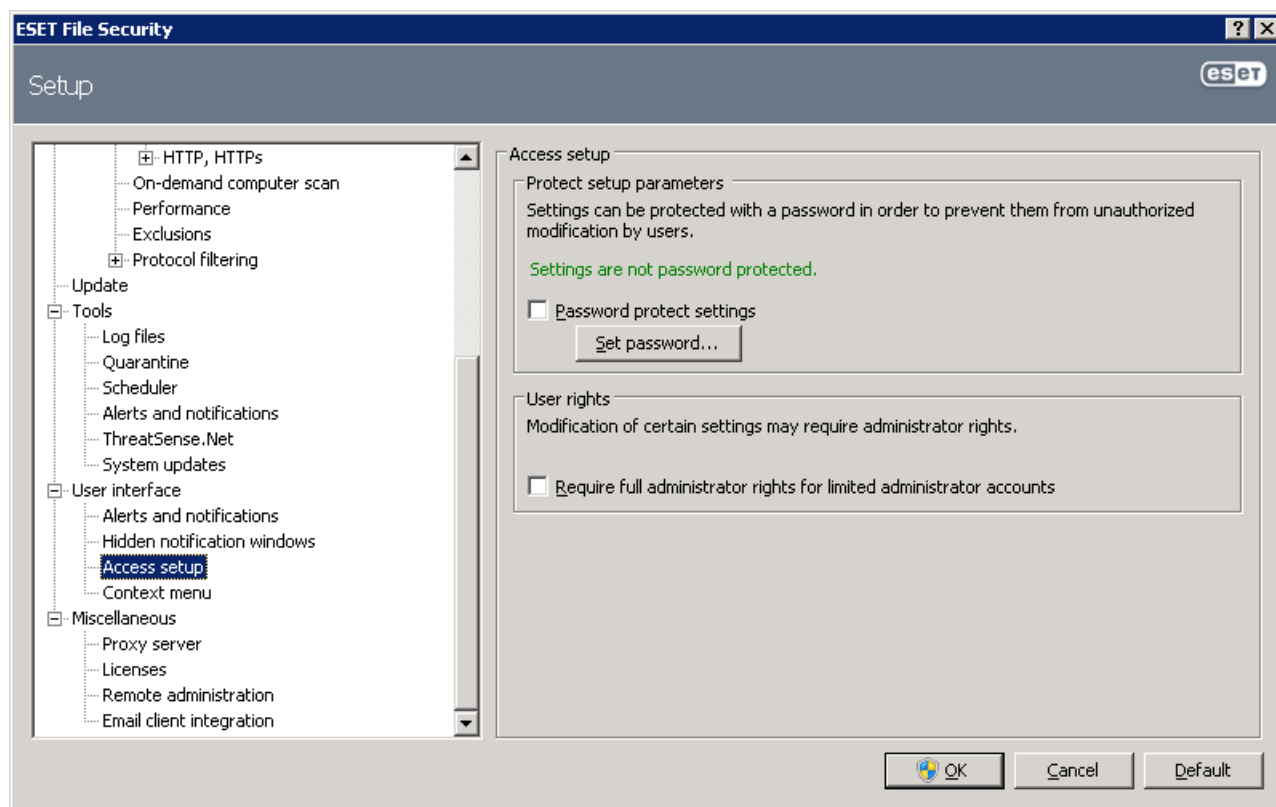 ESET File Security
Setup
eset
HTTP, HTTPs
On-demand computer scan
Performance
Exclusions
Protocol filtering
Update
Tools
Log files
Quarantine
Scheduler
Alerts and notifications
ThreatSense.Net
System updates
User interface
Alerts and notifications
Hidden notification windows
Access setup
Context menu
Miscellaneous
Proxy server
Licenses
Remote administration
Email client integration
Access setup
Protect setup parameters
Settings can be protected with a password in order to prevent them from unauthorized
modification by users.
Settings are not password protected.
Password protect settings
Set password...
User rights
Modification of certain settings may require administrator rights.
Require full administrator rights for limited administrator accounts
OK
Cancel
Default